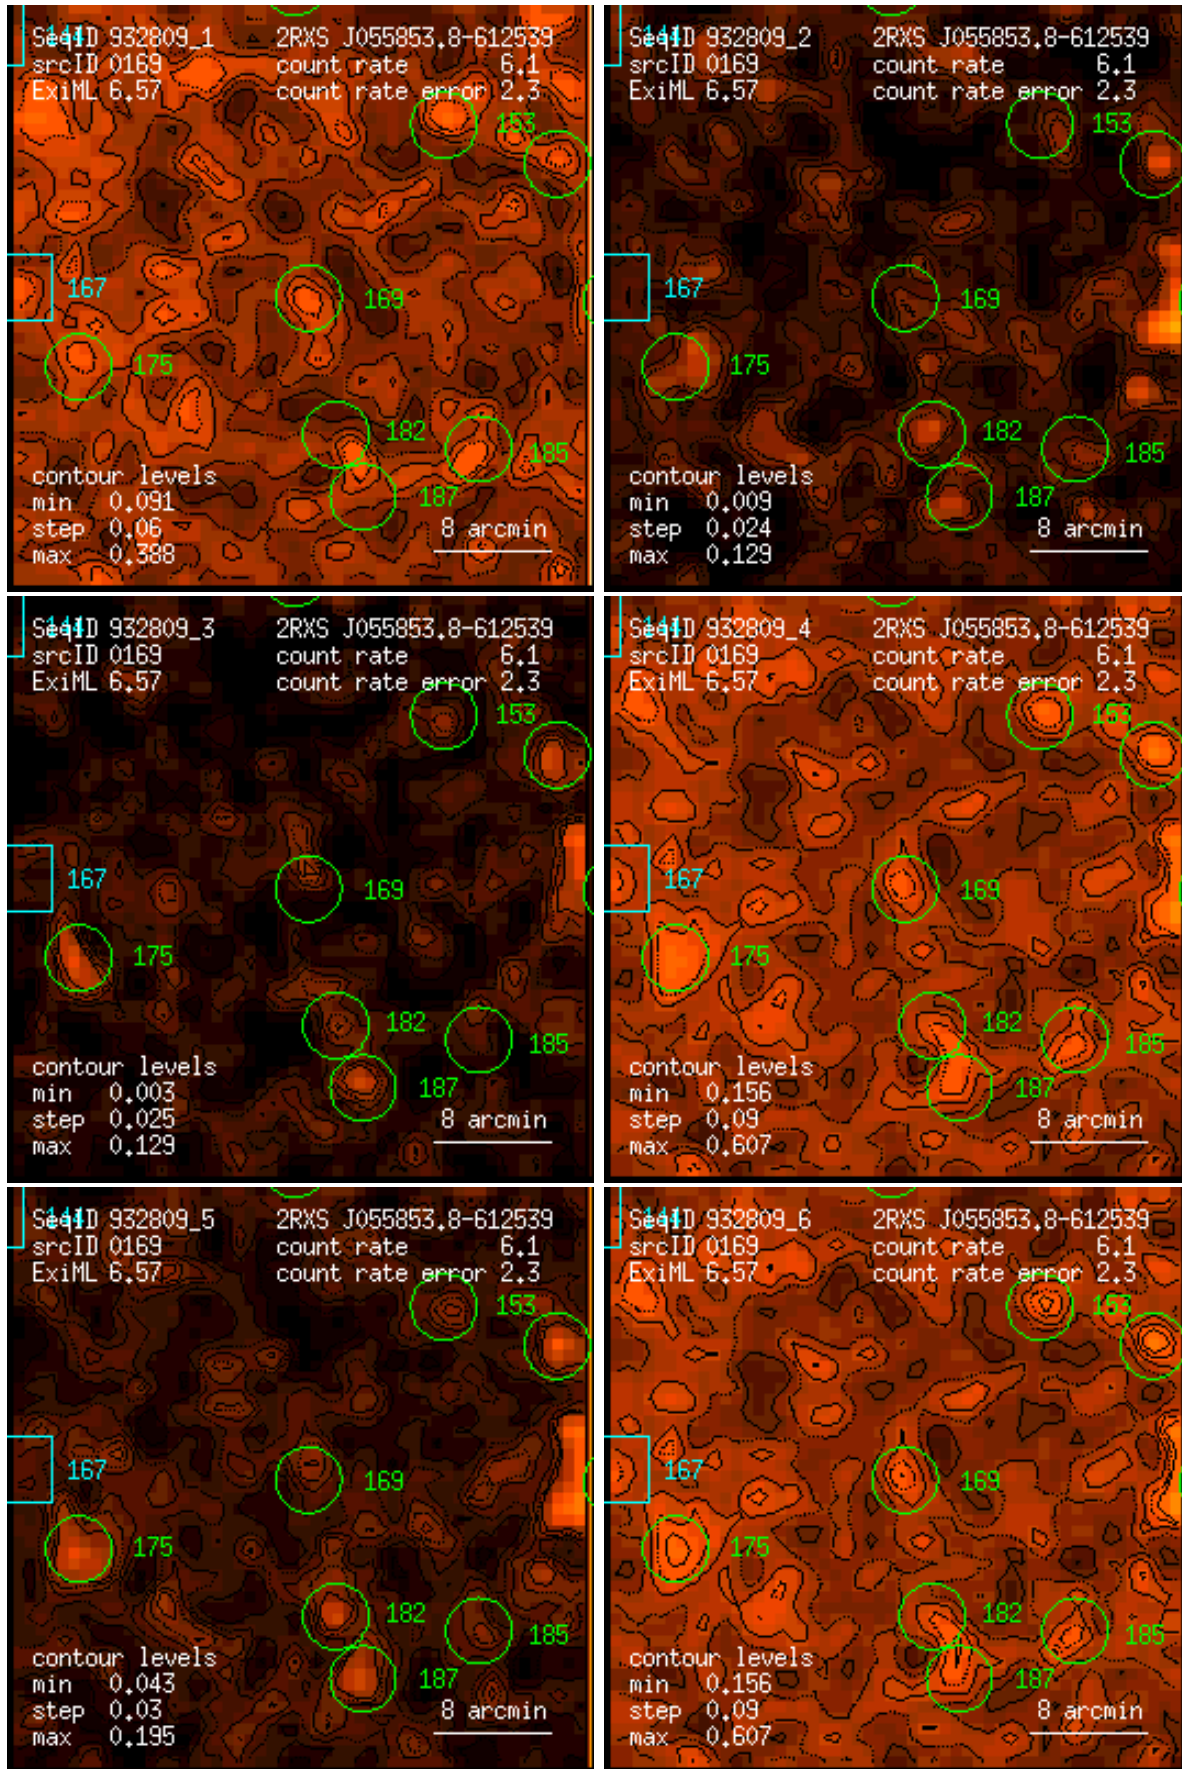 SeqID 932809_1 2RXS J055853.8-612539
srcID 0169 count rate 6.1
ExiML 6.57 count rate error 2.3
144
153
167
169
175
182
185
187
contour levels
min 0.091
step 0.06
max 0.388
8 arcmin
SeqID 932809_2 2RXS J055853.8-612539
srcID 0169 count rate 6.1
ExiML 6.57 count rate error 2.3
144
153
167
169
175
182
185
187
contour levels
min 0.009
step 0.024
max 0.129
8 arcmin
SeqID 932809_3 2RXS J055853.8-612539
srcID 0169 count rate 6.1
ExiML 6.57 count rate error 2.3
144
153
167
169
175
182
185
187
contour levels
min 0.003
step 0.025
max 0.129
8 arcmin
SeqID 932809_4 2RXS J055853.8-612539
srcID 0169 count rate 6.1
ExiML 6.57 count rate error 2.3
144
153
167
169
175
182
185
187
contour levels
min 0.156
step 0.09
max 0.607
8 arcmin
SeqID 932809_5 2RXS J055853.8-612539
srcID 0169 count rate 6.1
ExiML 6.57 count rate error 2.3
144
153
167
169
175
182
185
187
contour levels
min 0.043
step 0.03
max 0.195
8 arcmin
SeqID 932809_6 2RXS J055853.8-612539
srcID 0169 count rate 6.1
ExiML 6.57 count rate error 2.3
144
153
167
169
175
182
185
187
contour levels
min 0.156
step 0.09
max 0.607
8 arcmin